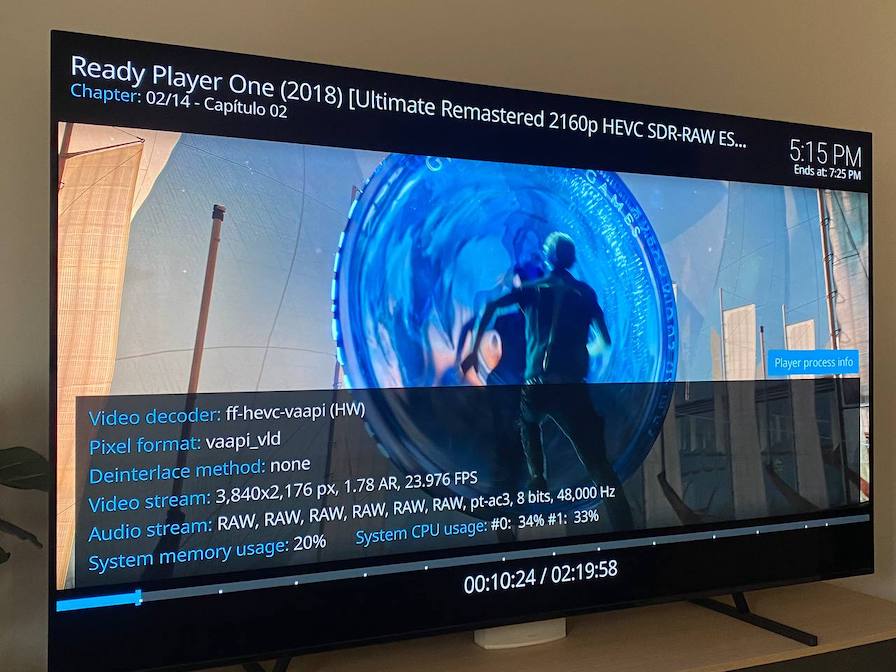 Ready Player One (2018) [Ultimate Remastered 2160p HEVC SDR-RAW ES...
Chapter: 02/14 - Capítulo 02
5:15 PM
Ends at: 7:25 PM
GAMES
Player process info
Video decoder: ff-hevc-vaapi (HW)
Pixel format: vaapi_vld
Deinterlace method: none
Video stream: 3,840x2,176 px, 1.78 AR, 23.976 FPS
Audio stream: RAW, RAW, RAW, RAW, RAW, RAW, pt-ac3, 8 bits, 48,000 Hz
System memory usage: 20% System CPU usage: #0: 34% #1: 33%
00:10:24 / 02:19:58